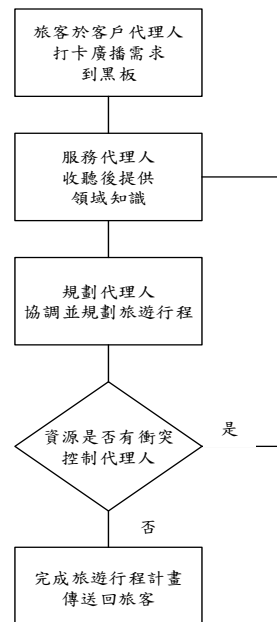 旅客於客戶代理人
打卡廣播需求
到黑板
服務代理人
收聽後提供
領域知識
規劃代理人
協調並規劃旅遊行程
資源是否有衝突
控制代理人
是
否
完成旅遊行程計畫
傳送回旅客